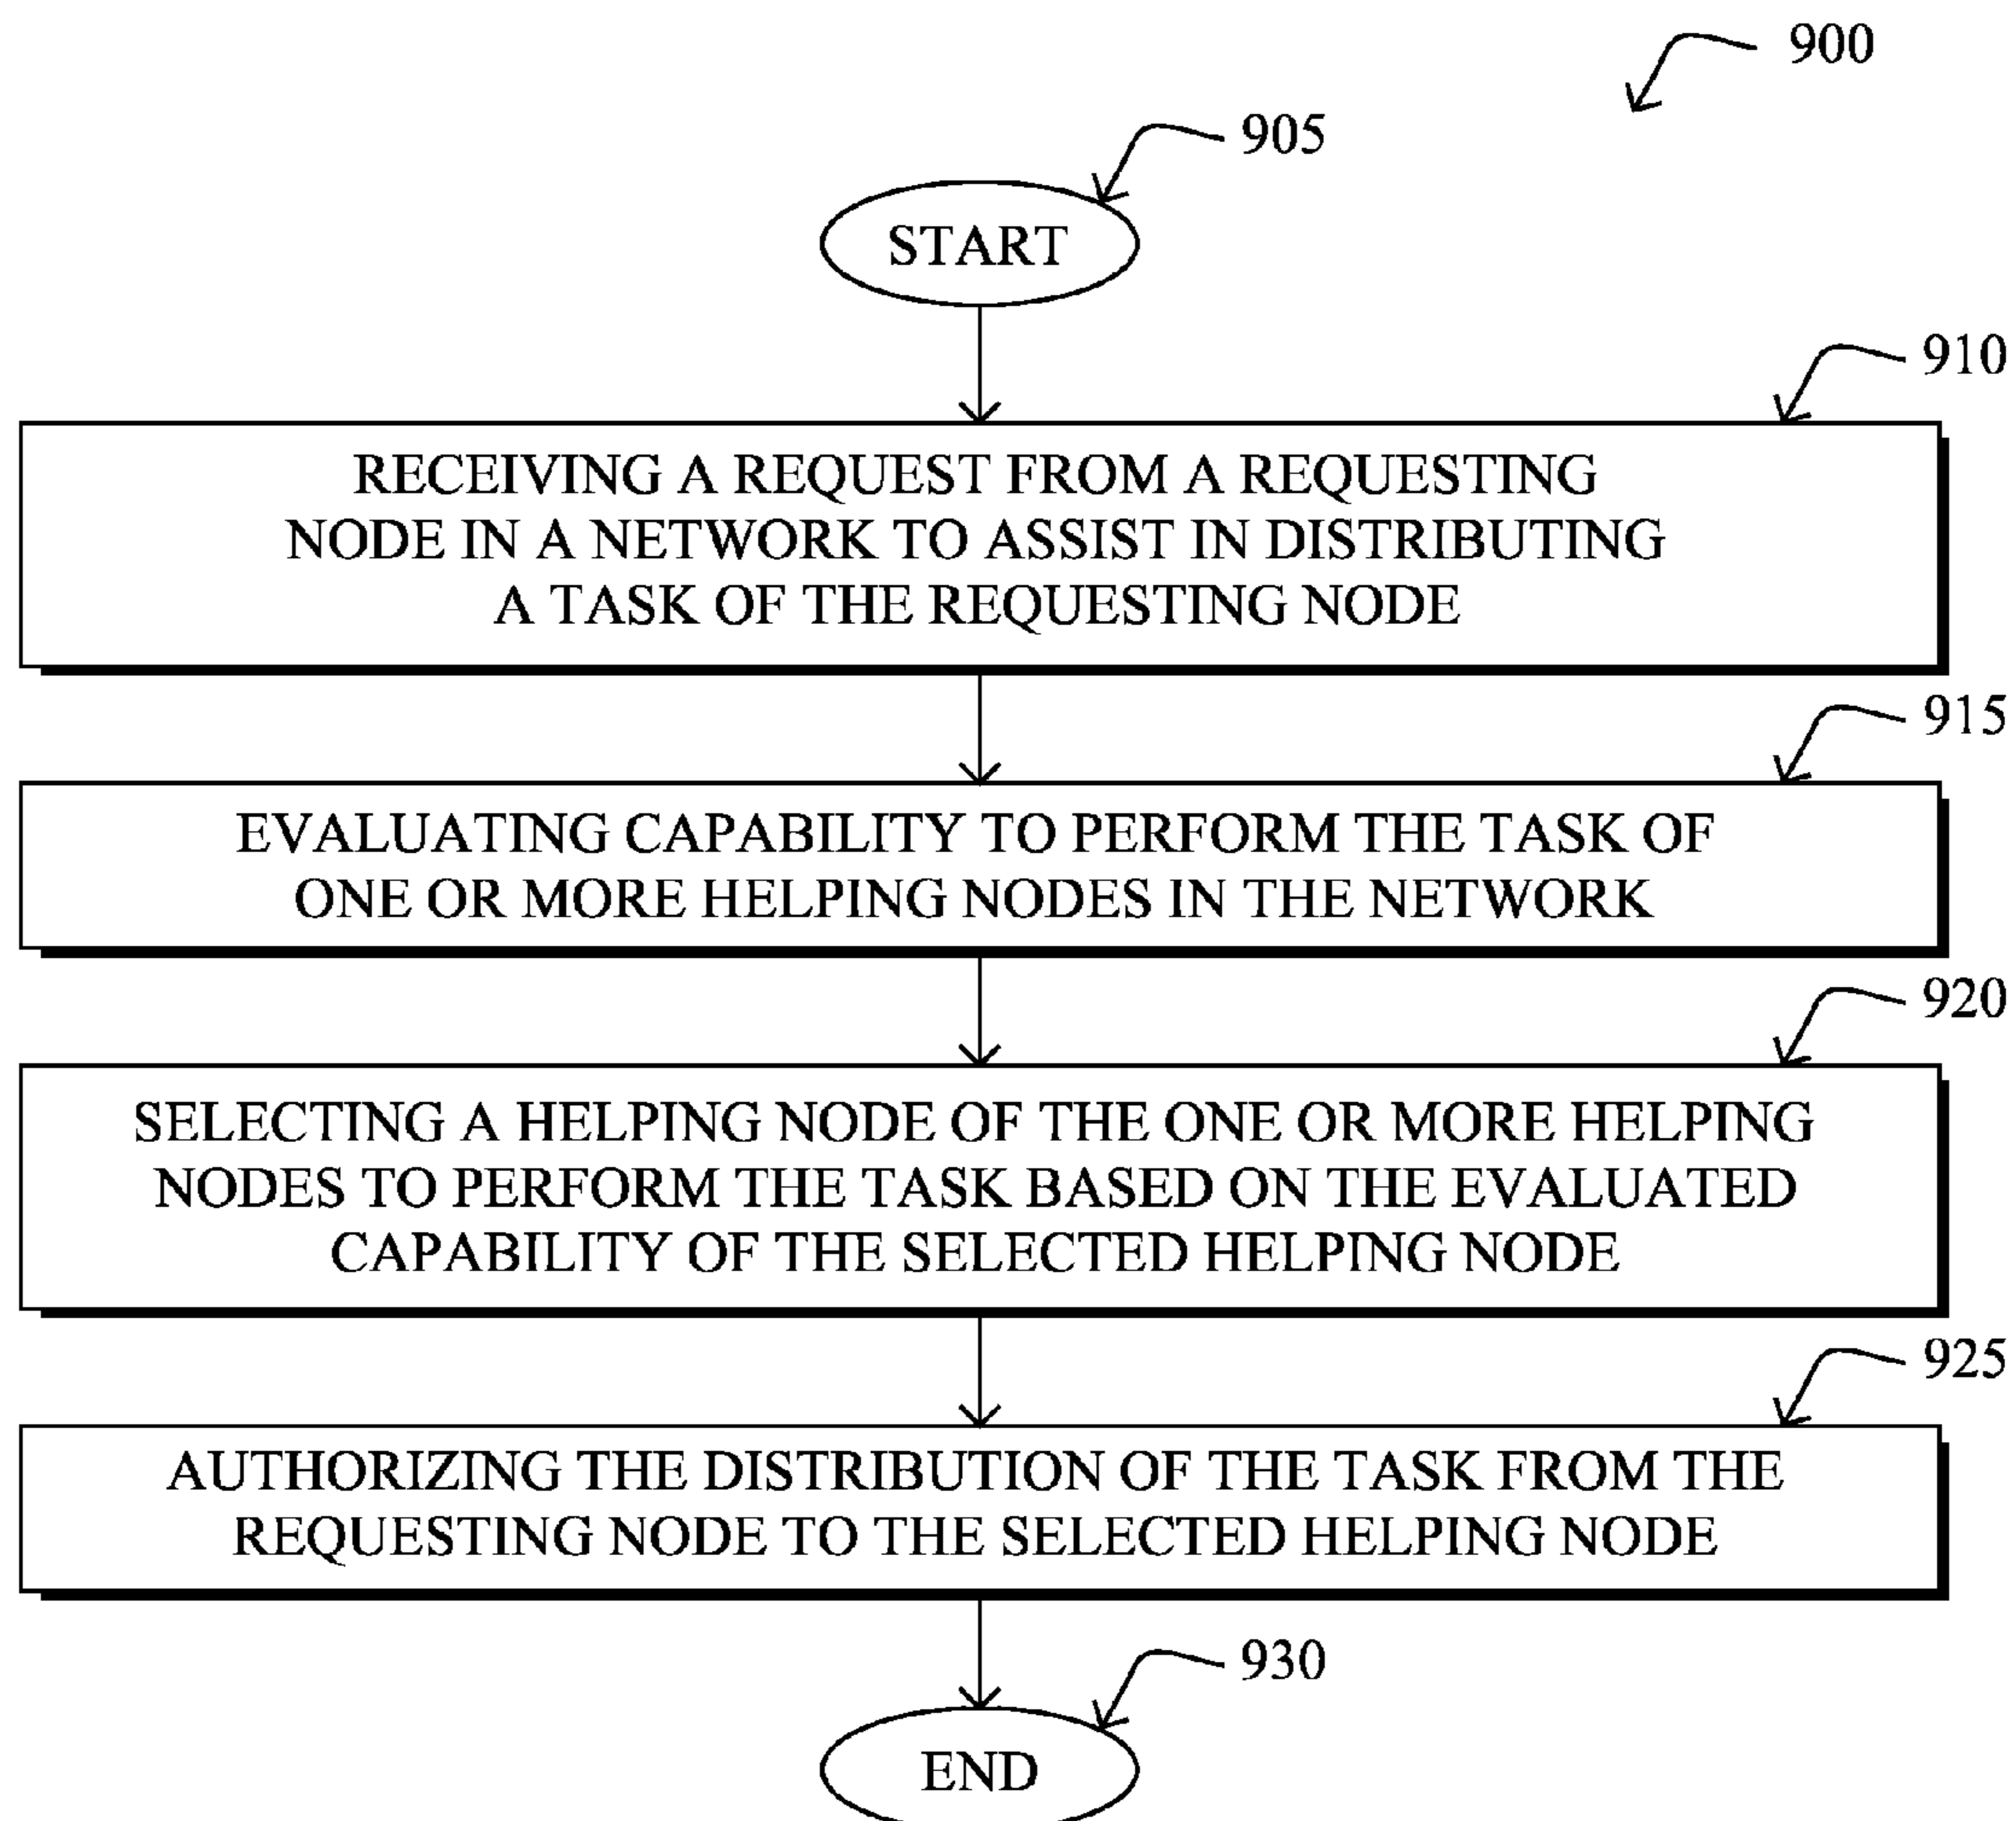 900
905
START
910
RECEIVING A REQUEST FROM A REQUESTING
NODE IN A NETWORK TO ASSIST IN DISTRIBUTING
A TASK OF THE REQUESTING NODE
915
EVALUATING CAPABILITY TO PERFORM THE TASK OF
ONE OR MORE HELPING NODES IN THE NETWORK
920
SELECTING A HELPING NODE OF THE ONE OR MORE HELPING
NODES TO PERFORM THE TASK BASED ON THE EVALUATED
CAPABILITY OF THE SELECTED HELPING NODE
925
AUTHORIZING THE DISTRIBUTION OF THE TASK FROM THE
REQUESTING NODE TO THE SELECTED HELPING NODE
930
END